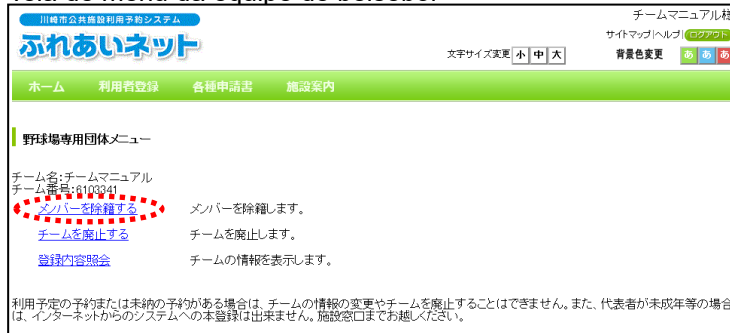 Tela do menu da equipe de beisebol
川崎市公共施設利用予約システム
チームマニュアル様
ふれあいネット
サイトマップ|ヘルプ|ログアウト
文字サイズ変更 小 中 大 背景色変更 あ あ あ
ホーム 利用者登録 各種申請書 施設案内
野球場専用団体メニュー
チーム名:チームマニュアル
チーム番号:6103341
メンバーを除籍する メンバーを除籍します。
チームを廃止する チームを廃止します。
登録内容照会 チームの情報を表示します。
利用予定の予約または未納の予約がある場合は、チームの情報の変更やチームを廃止することはできません。また、代表者が未成年等の場合
は、インターネットからのシステムへの本登録は出来ません。施設窓口までお越しください。